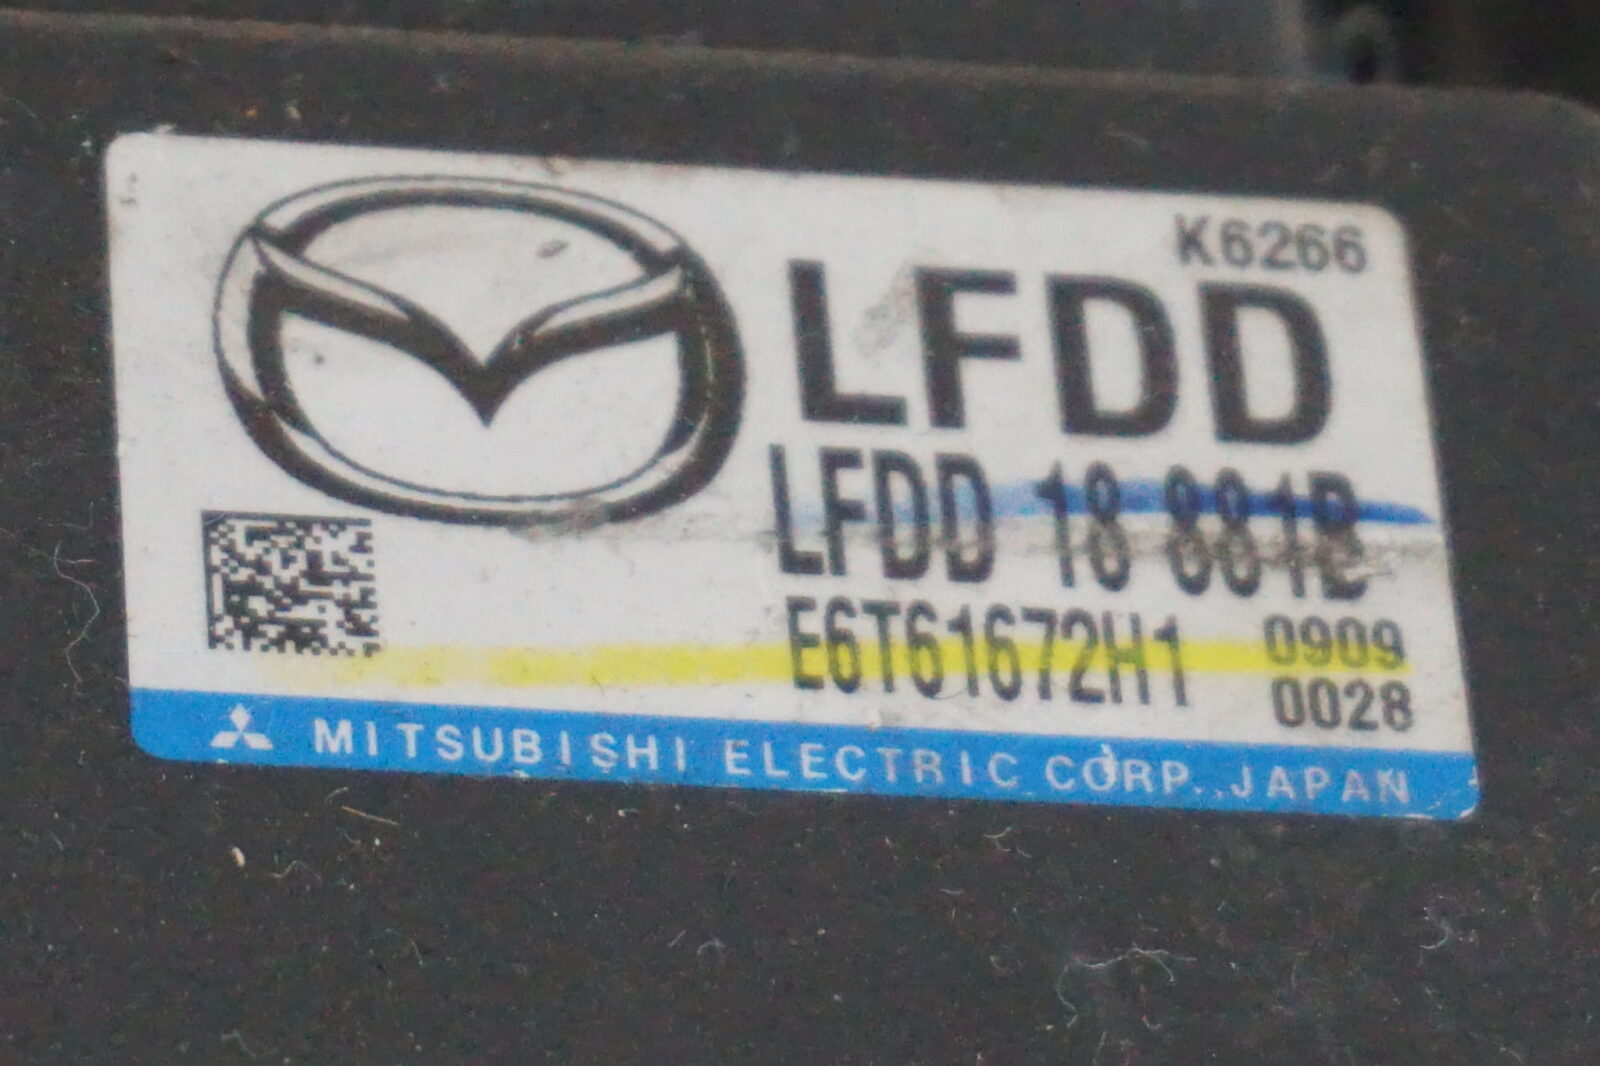 K6266
LFDD
LFDD 18 881B
E6T61672H1 0909
0028
MITSUBISHI ELECTRIC CORP., JAPAN